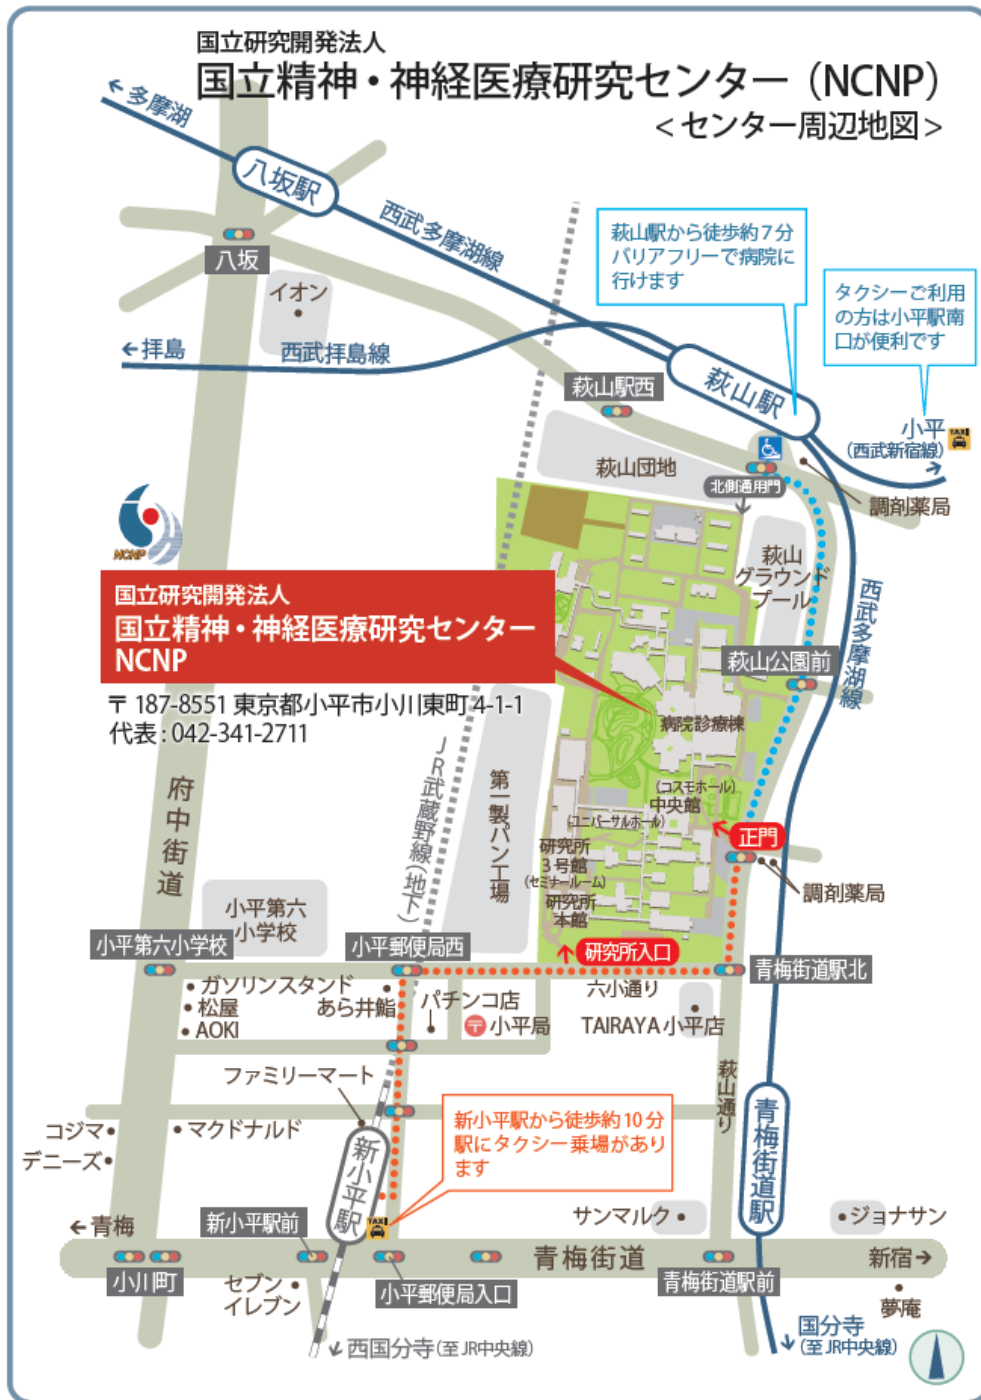 国立研究開発法人
国立精神・神経医療研究センター（NCNP）
＜センター周辺地図＞
←多摩湖
八坂駅
西武多摩湖線
八坂
イオン
←拝島
西武拝島線
萩山駅から徒歩約7分
バリアフリーで病院に
行けます
タクシーご利用
の方は小平駅南
口が便利です
萩山駅西
萩山駅
小平
（西武新宿線）
→
TAXI
萩山団地
北側通用門
調剤薬局
NCNP
萩山
グラウンド
プール
西武多摩湖線
国立研究開発法人
国立精神・神経医療研究センター
NCNP
〒187-8551 東京都小平市小川東町4-1-1
代表：042-341-2711
萩山公園前
病院診療棟
（コスモホール）
中央館
（ユニバーサルホール）
正門
研究所
3号館
（セミナールーム）
研究所
本館
調剤薬局
府中街道
JR武蔵野線（地下）
第一製パン工場
小平第六
小学校
小平第六小学校
小平郵便局西
研究所入口
青梅街道駅北
ガソリンスタンド
松屋
AOKI
あら井鮨
パチンコ店
〒小平局
六小通り
TAIRAYA小平店
ファミリーマート
萩山通り
コジマ
デニーズ
マクドナルド
新小平駅
新小平駅から徒歩約10分
駅にタクシー乗場があり
ます
TAXI
青梅街道駅
サンマルク
ジョナサン
←青梅
新小平駅前
青梅街道
新宿→
小川町
セブン
イレブン
小平郵便局入口
青梅街道駅前
夢庵
↙西国分寺（至JR中央線）
↓国分寺
（至JR中央線）